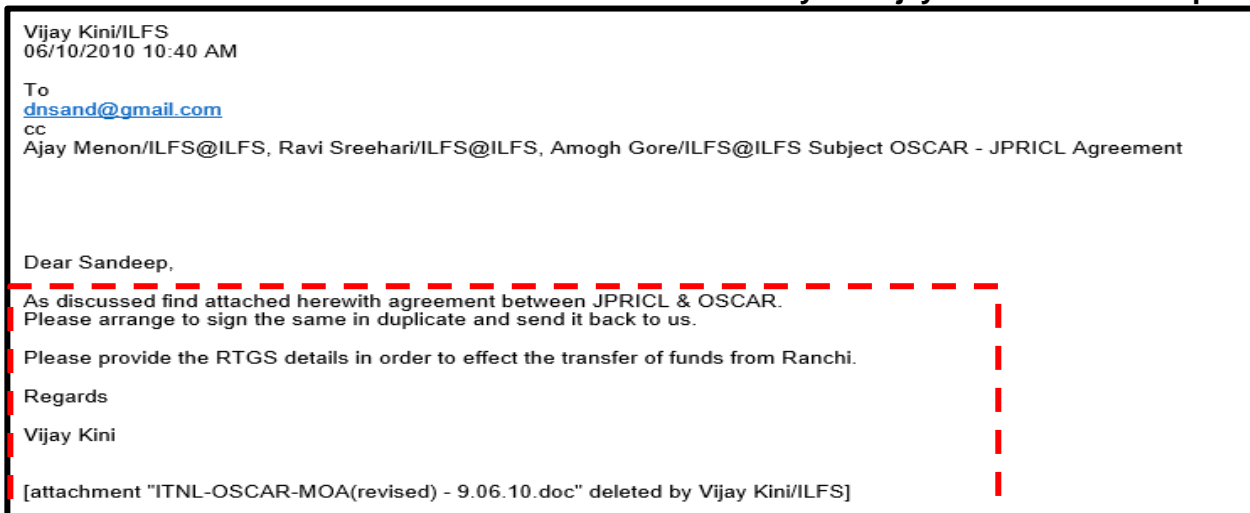 Vijay Kini/ILFS
06/10/2010 10:40 AM
To
dnsand@gmail.com
cc
Ajay Menon/ILFS@ILFS, Ravi Sreehari/ILFS@ILFS, Amogh Gore/ILFS@ILFS Subject OSCAR - JPRICL Agreement
Dear Sandeep,
As discussed find attached herewith agreement between JPRICL & OSCAR.
Please arrange to sign the same in duplicate and send it back to us.
Please provide the RTGS details in order to effect the transfer of funds from Ranchi.
Regards
Vijay Kini
[attachment "ITNL-OSCAR-MOA(revised) - 9.06.10.doc" deleted by Vijay Kini/ILFS]